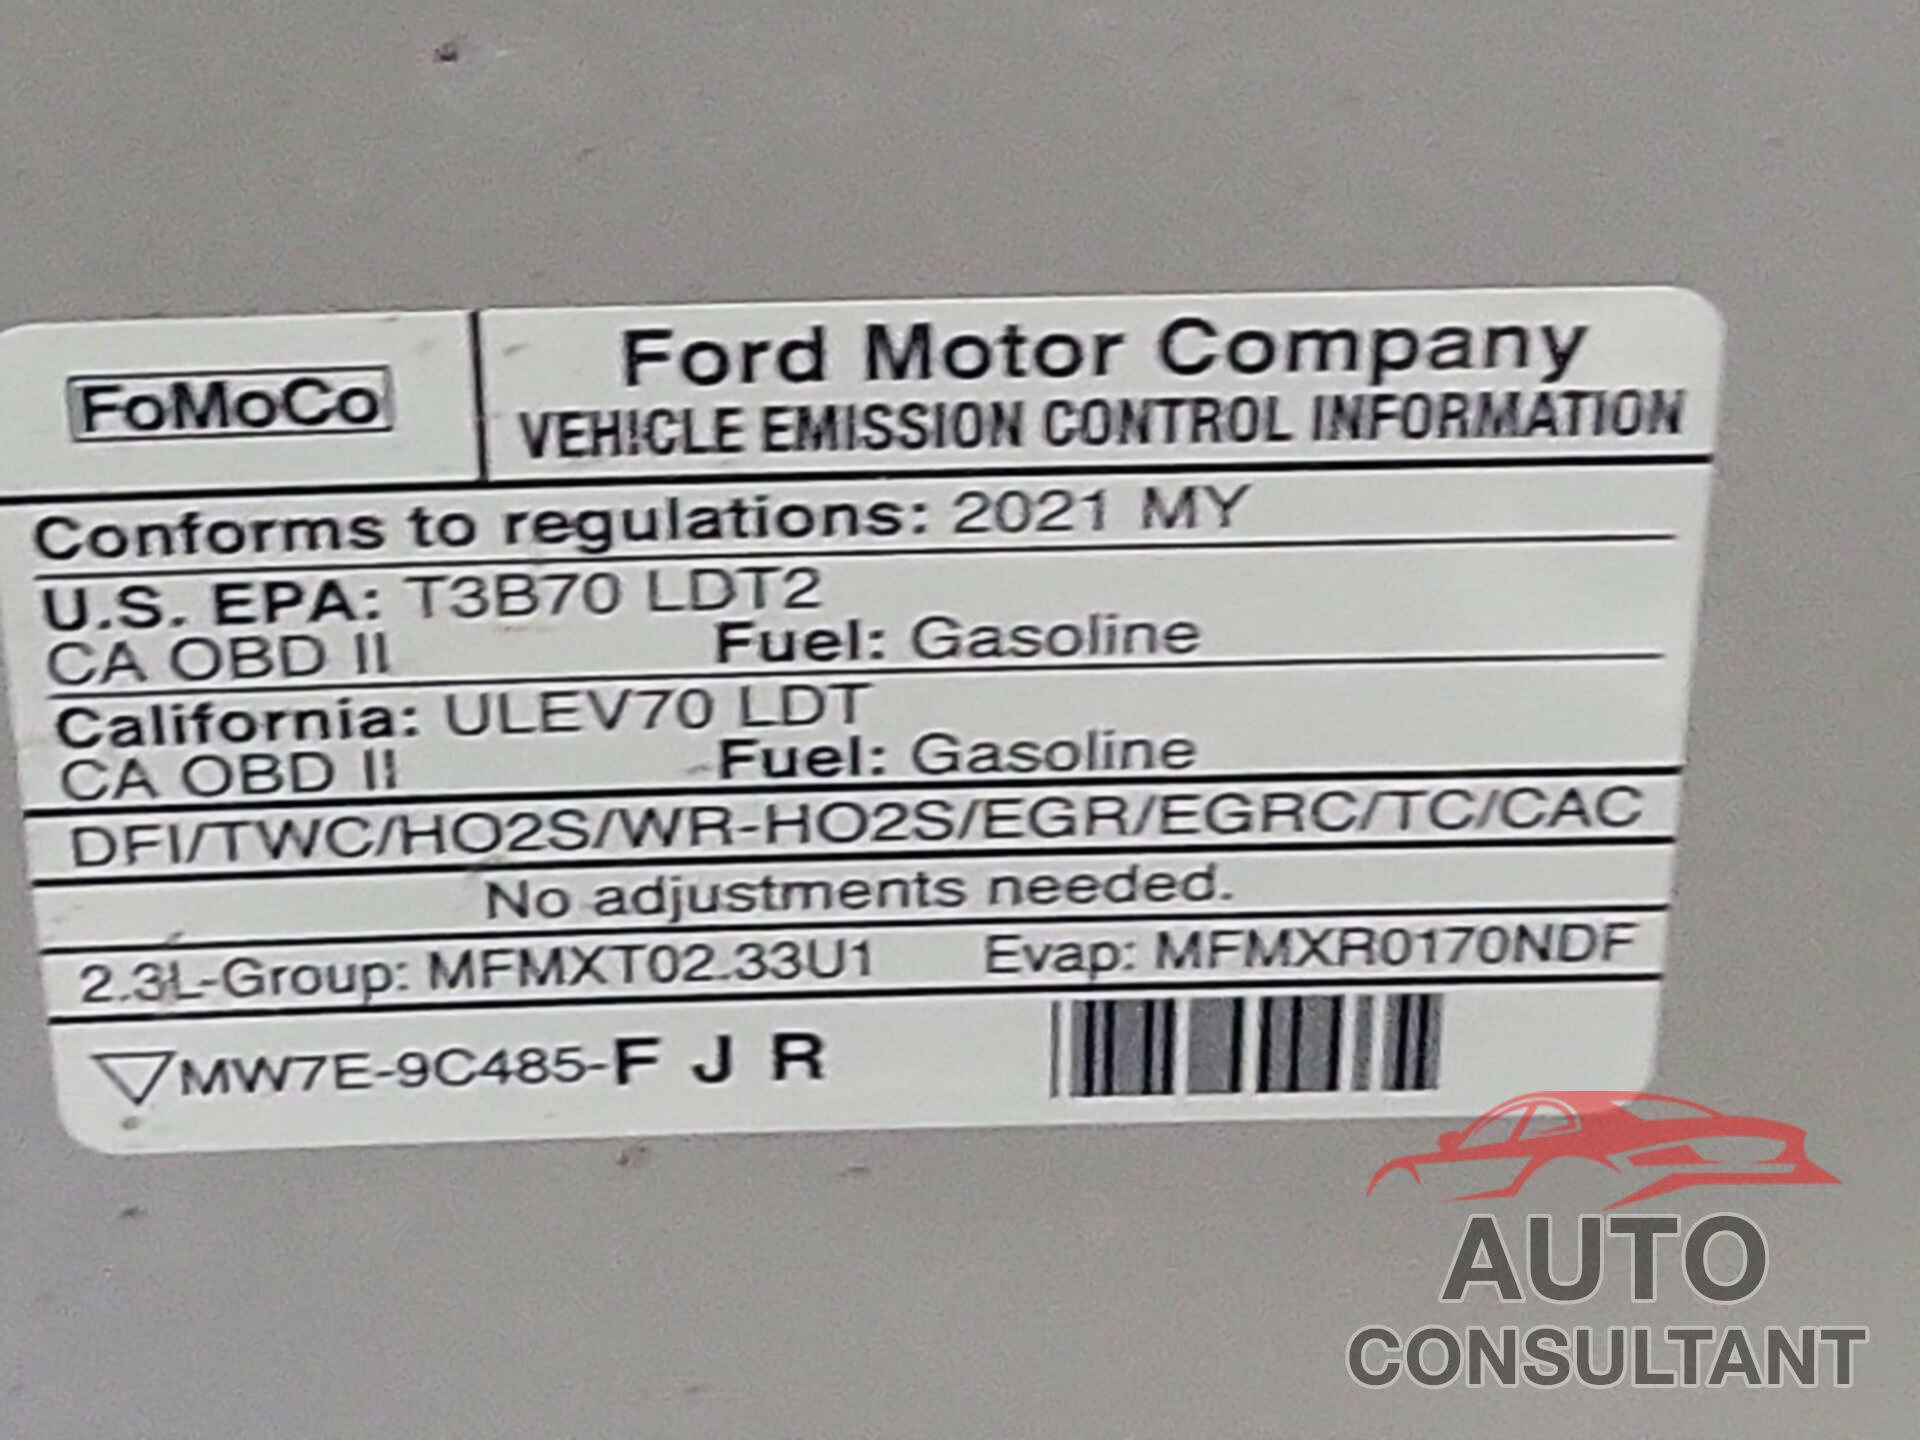 FoMoCo
Ford Motor Company
VEHICLE EMISSION CONTROL INFORMATION
Conforms to regulations: 2021 MY
U.S. EPA: T3B70 LDT2
CA OBD II Fuel: Gasoline
California: ULEV70 LDT
CA OBD II Fuel: Gasoline
DFI/TWC/HO2S/WR-HO2S/EGR/EGRC/TC/CAC
No adjustments needed.
2.3L-Group: MFMXT02.33U1 Evap: MFMXR0170NDF
MW7E-9C485-F J R
AUTO
CONSULTANT